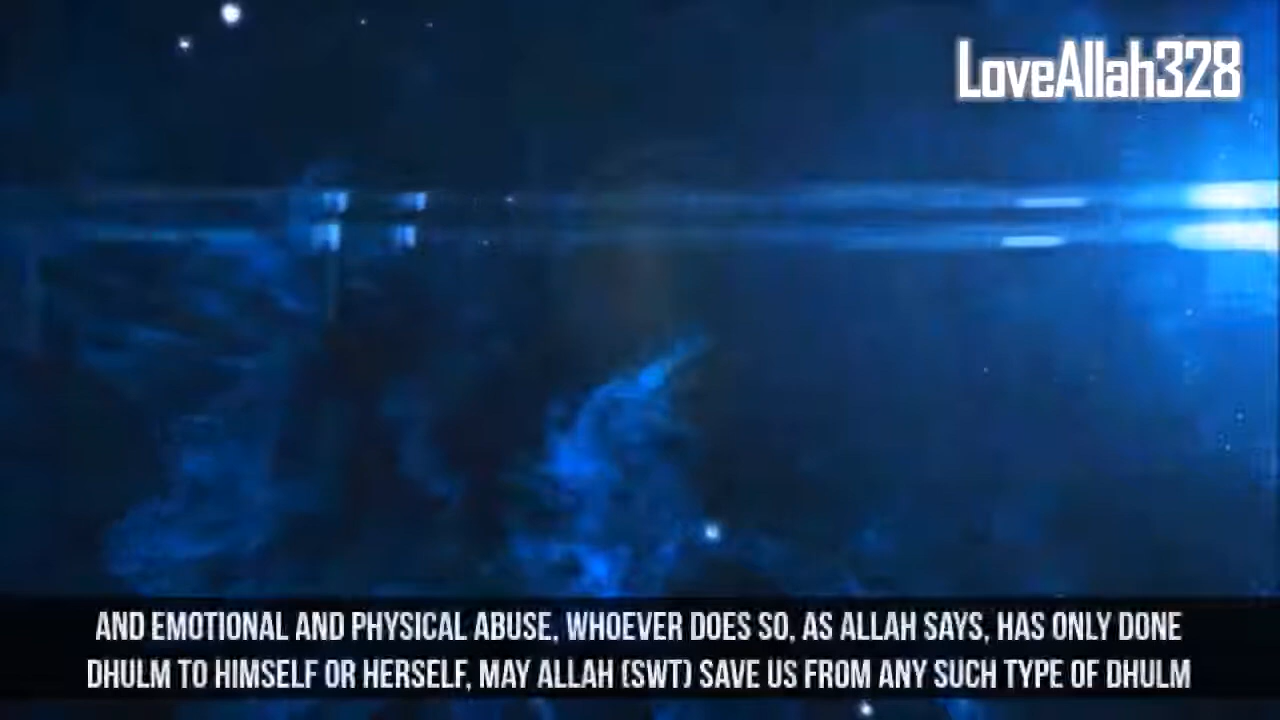 LoveAllah328
AND EMOTIONAL AND PHYSICAL ABUSE, WHOEVER DOES SO, AS ALLAH SAYS, HAS ONLY DONE
DHULM TO HIMSELF OR HERSELF, MAY ALLAH (SWT) SAVE US FROM ANY SUCH TYPE OF DHULM